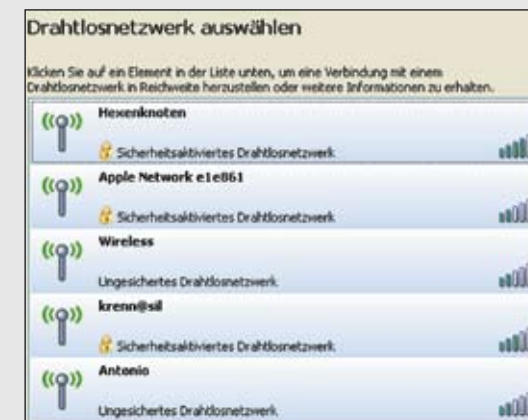 Drahtlosnetzwerk auswählen
Klicken Sie auf ein Element in der Liste unten, um eine Verbindung mit einem
Drahtlosnetzwerk in Reichweite herzustellen oder weitere Informationen zu erhalten.
Hexenknoten
Sicherheitsaktiviertes Drahtlosnetzwerk
Apple Network e1e861
Sicherheitsaktiviertes Drahtlosnetzwerk
Wireless
Ungesichertes Drahtlosnetzwerk
krenn@sil
Sicherheitsaktiviertes Drahtlosnetzwerk
Antonio
Ungesichertes Drahtlosnetzwerk